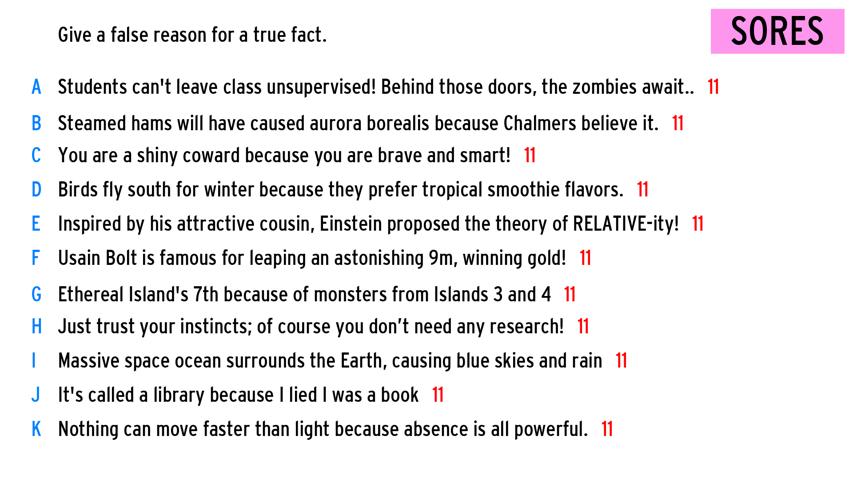 Give a false reason for a true fact.
SORES
A Students can't leave class unsupervised! Behind those doors, the zombies await.. 11
B Steamed hams will have caused aurora borealis because Chalmers believe it. 11
C You are a shiny coward because you are brave and smart! 11
D Birds fly south for winter because they prefer tropical smoothie flavors. 11
E Inspired by his attractive cousin, Einstein proposed the theory of RELATIVE-ity! 11
F Usain Bolt is famous for leaping an astonishing 9m, winning gold! 11
G Ethereal Island's 7th because of monsters from Islands 3 and 4 11
H Just trust your instincts; of course you don’t need any research! 11
I Massive space ocean surrounds the Earth, causing blue skies and rain 11
J It's called a library because I lied I was a book 11
K Nothing can move faster than light because absence is all powerful. 11